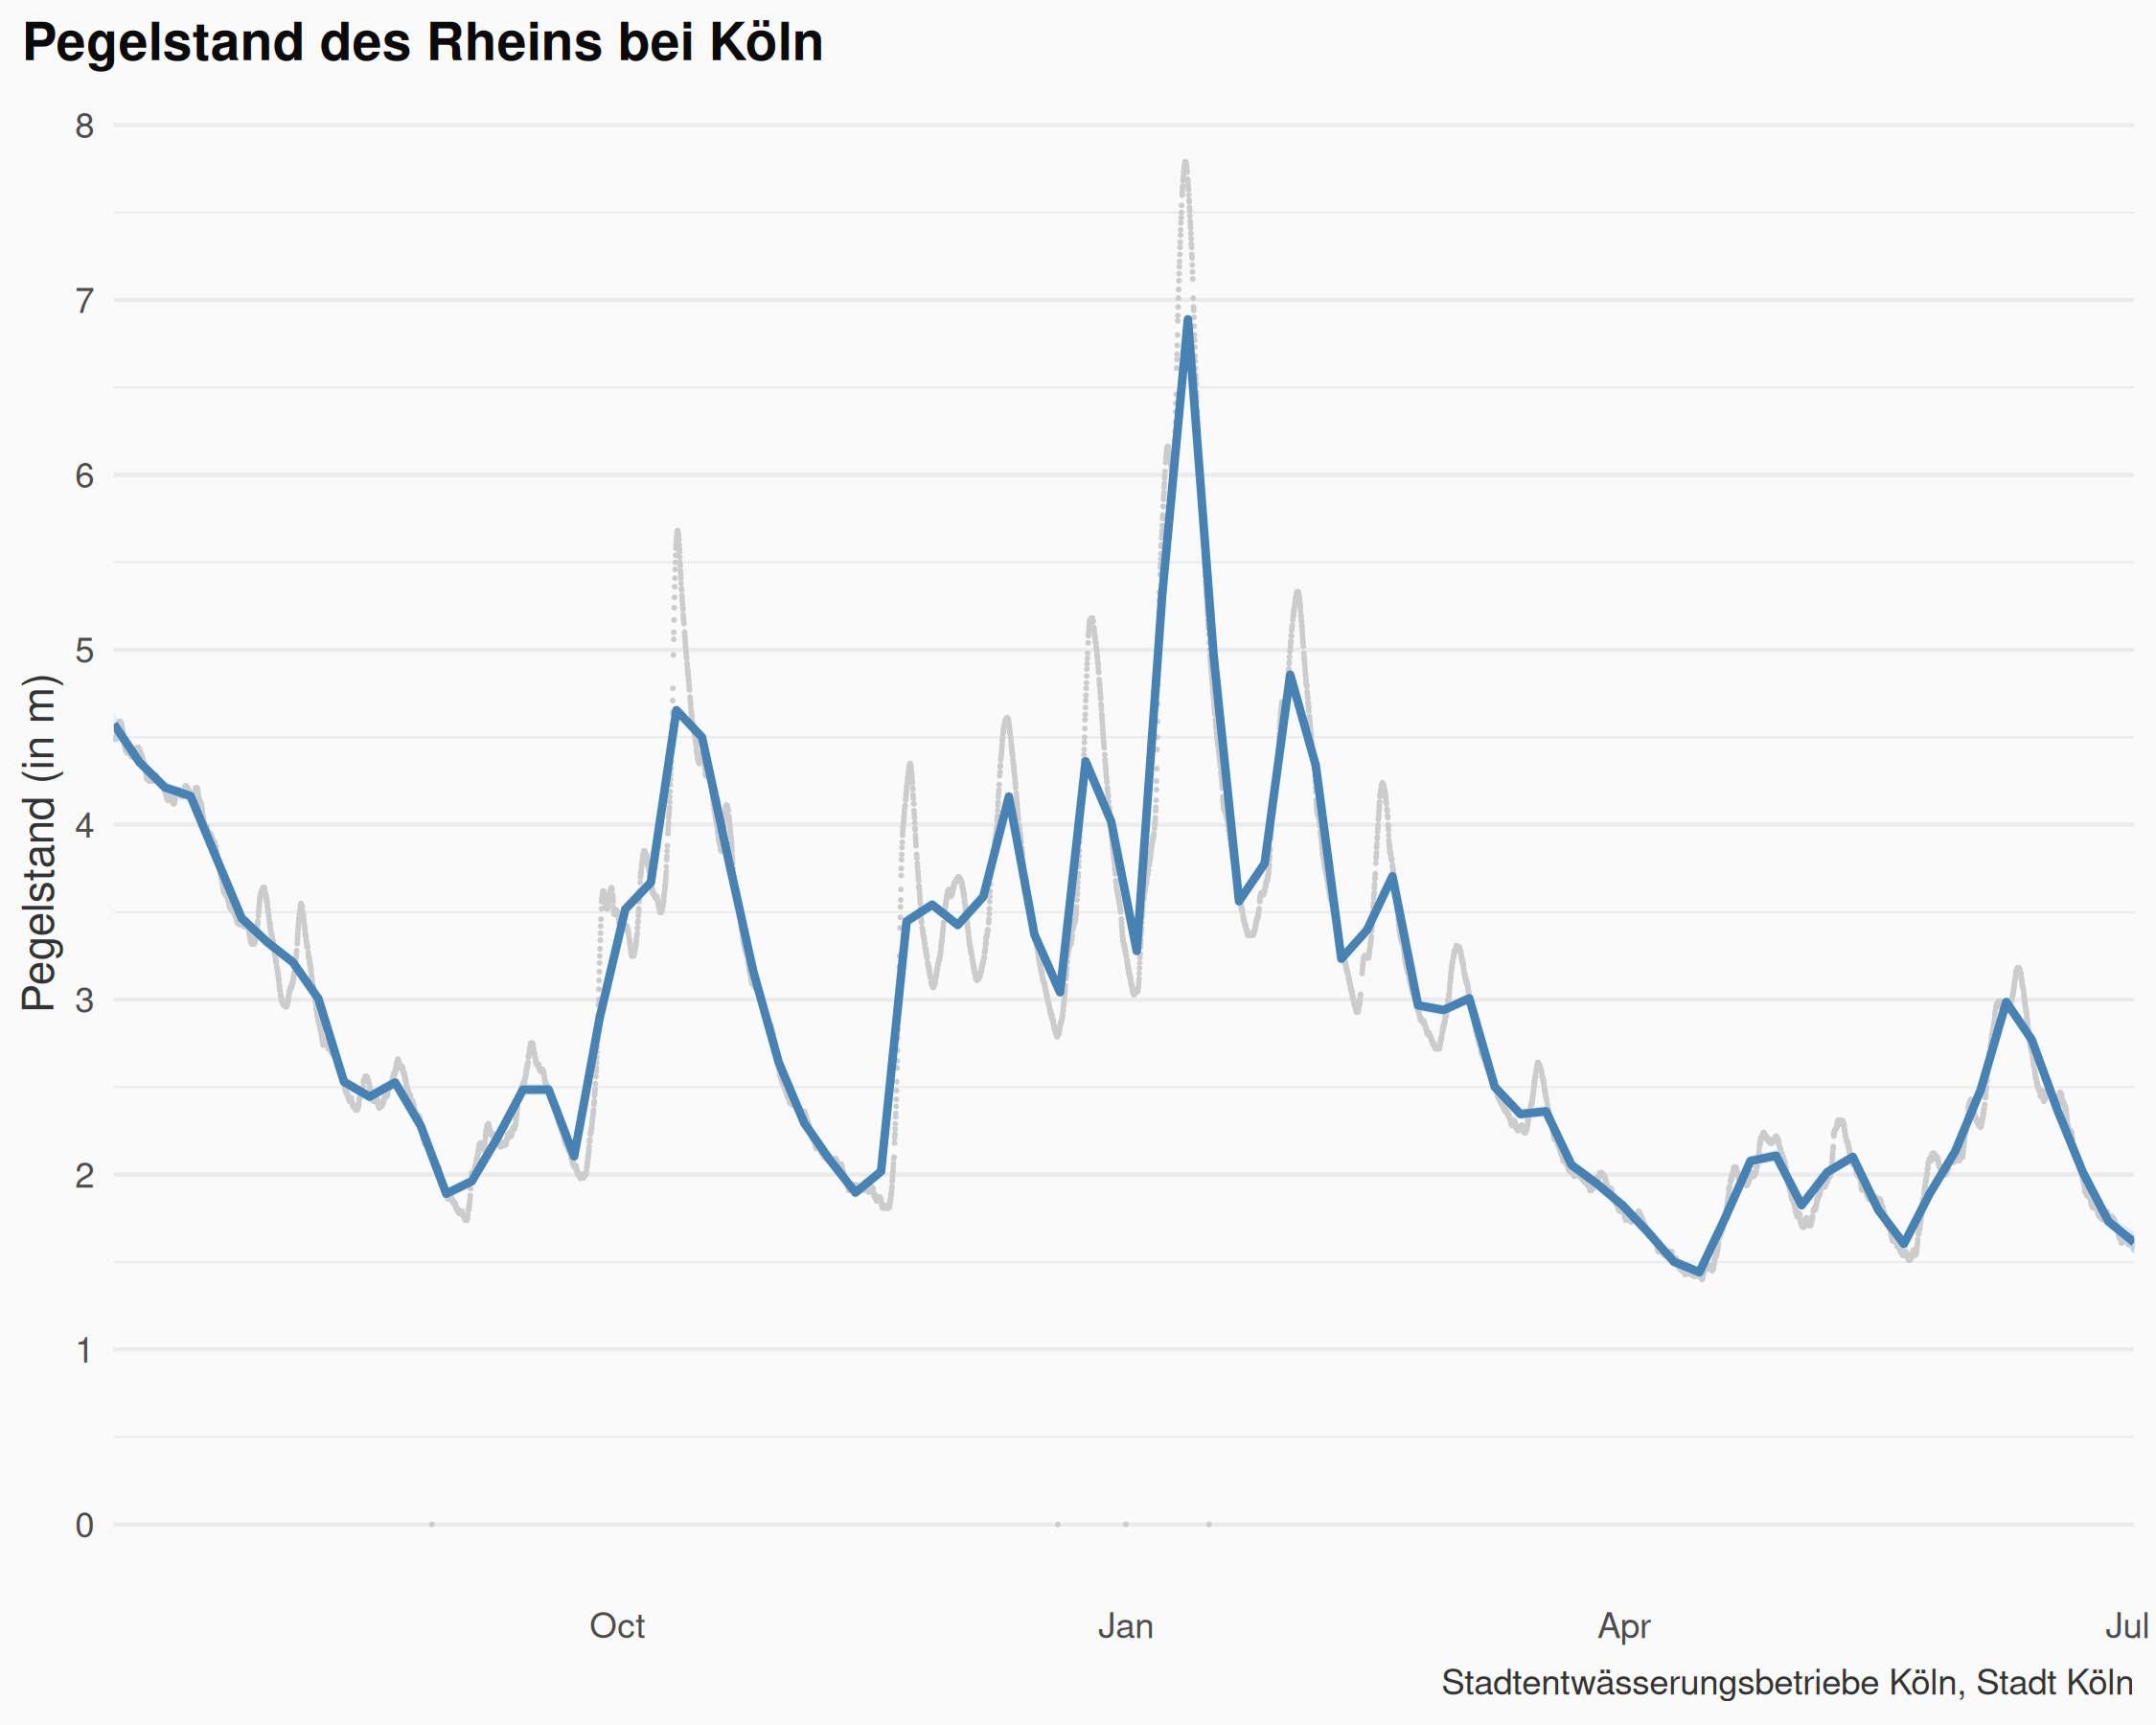 Pegelstand des Rheins bei Köln
Pegelstand (in m)
8
7
6
5
4
3
2
1
0
Oct
Jan
Apr
Jul
Stadtentwässerungsbetriebe Köln, Stadt Köln